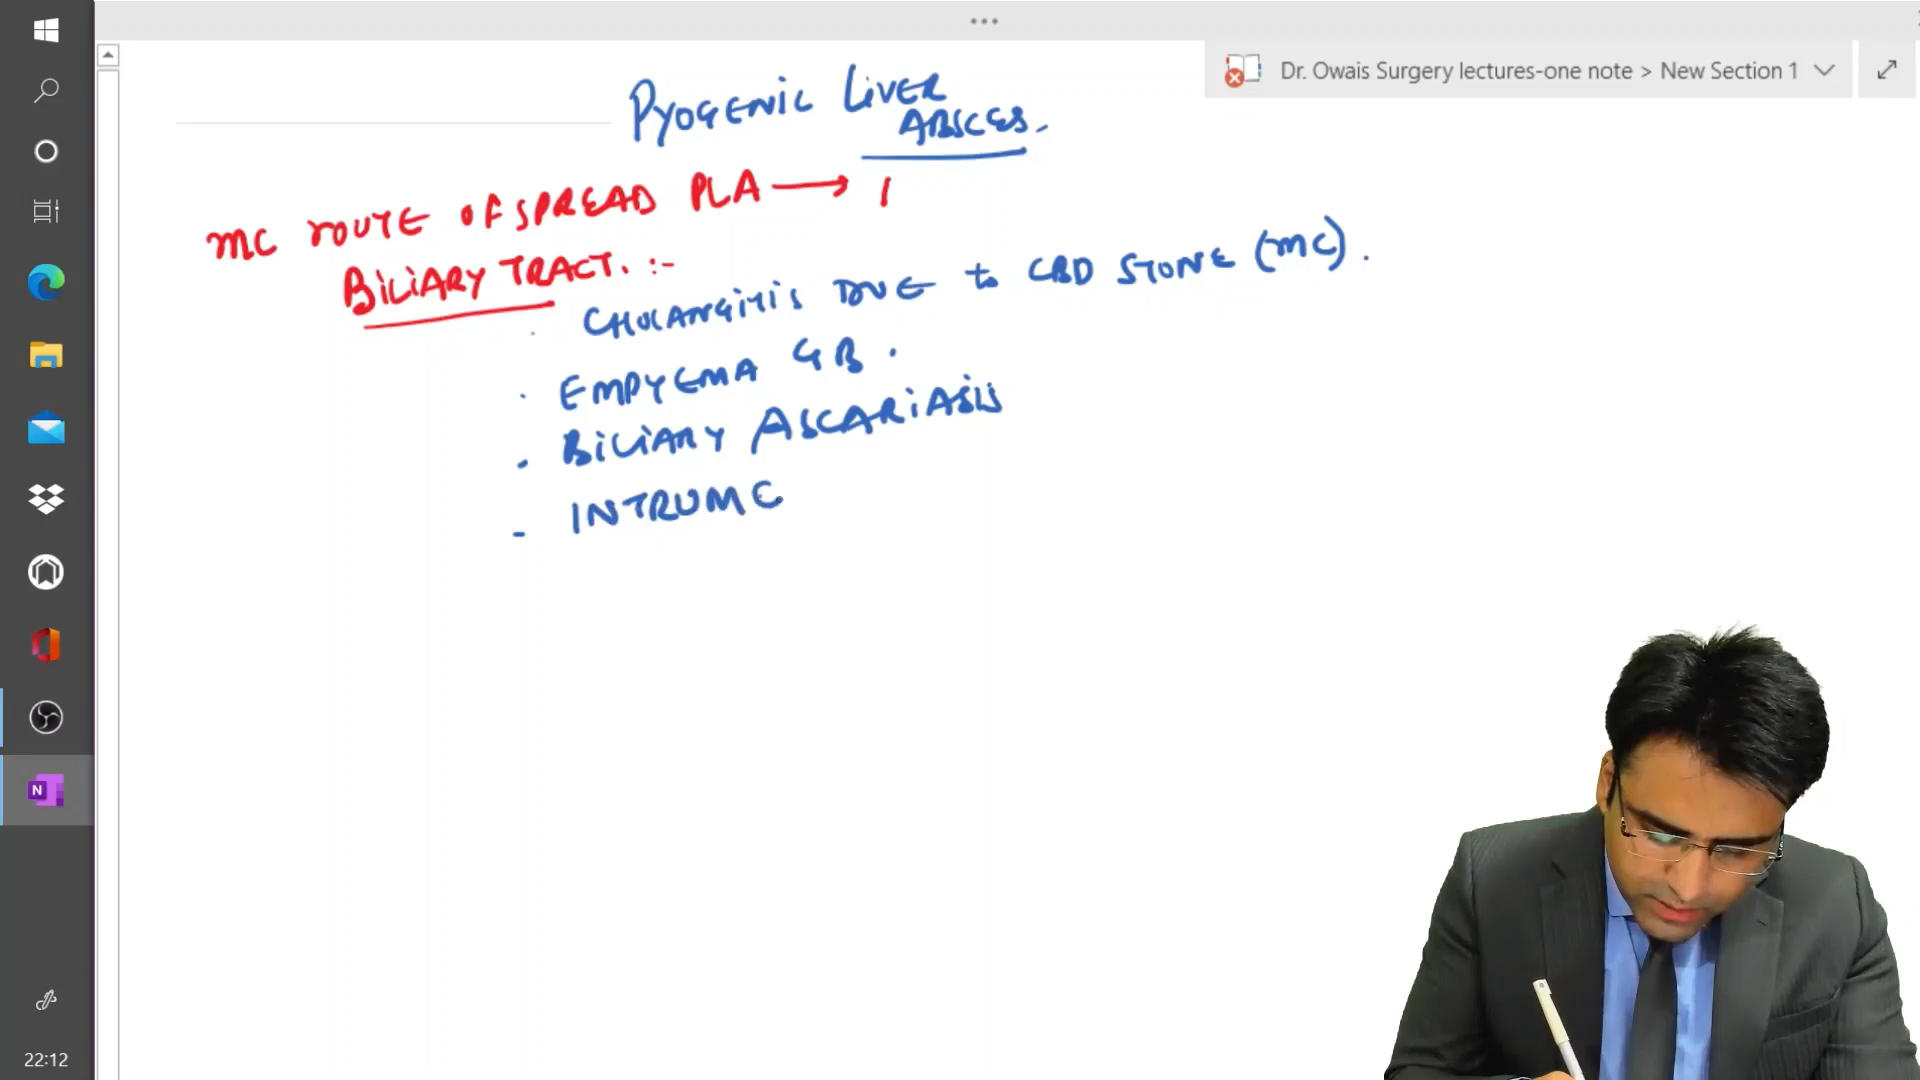 Dr. Owais Surgery lectures-one note > New Section 1
PYOGENIC LIVER
ABSCESS.
MC ROUTE OF SPREAD PLA → 1
BILIARY TRACT. :-
CHOLANGITIS DUE to CBD STONE (MC).
. EMPYEMA GB.
. BILIARY ASCARIASIS
- INTRUME
N
22:12